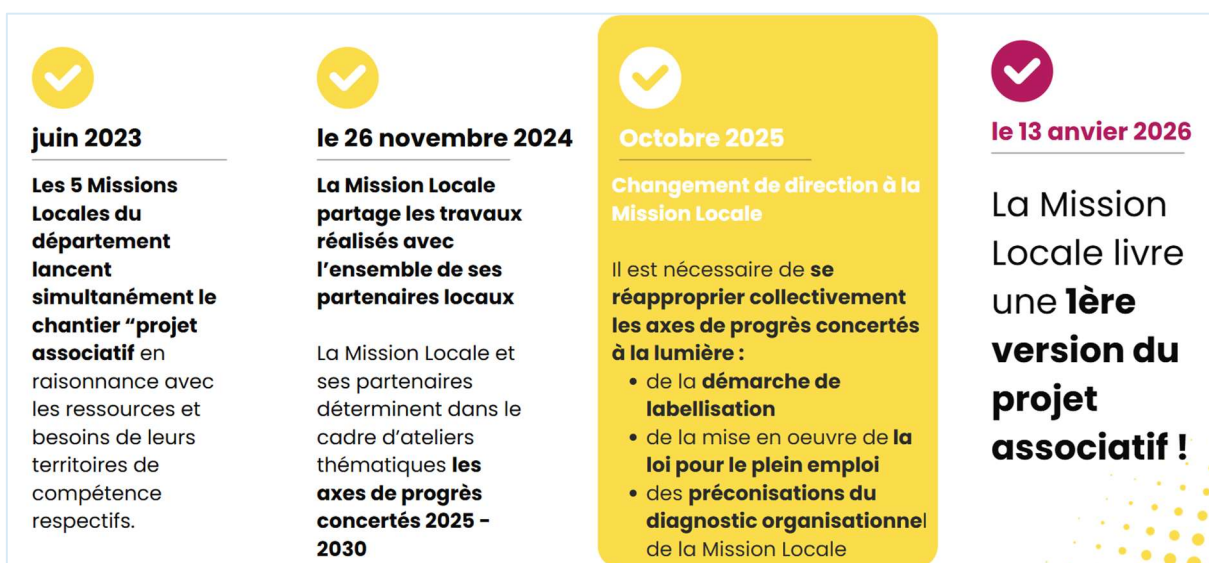 juin 2023
Les 5 Missions
Locales du
département
lancent
simultanément le
chantier “projet
associatif en
raisonnance avec
les ressources et
besoins de leurs
territoires de
compétence
respectifs.
le 26 novembre 2024
La Mission Locale
partage les travaux
réalisés avec
l’ensemble de ses
partenaires locaux
La Mission Locale et
ses partenaires
déterminent dans le
cadre d’ateliers
thématiques les
axes de progrès
concertés 2025 -
2030
Octobre 2025
Changement de direction à la
Mission Locale
Il est nécessaire de se
réapproprier collectivement
les axes de progrès concertés
à la lumière :
• de la démarche de
labellisation
• de la mise en oeuvre de la
loi pour le plein emploi
• des préconisations du
diagnostic organisationnel
de la Mission Locale
le 13 anvier 2026
La Mission
Locale livre
une 1ère
version du
projet
associatif !